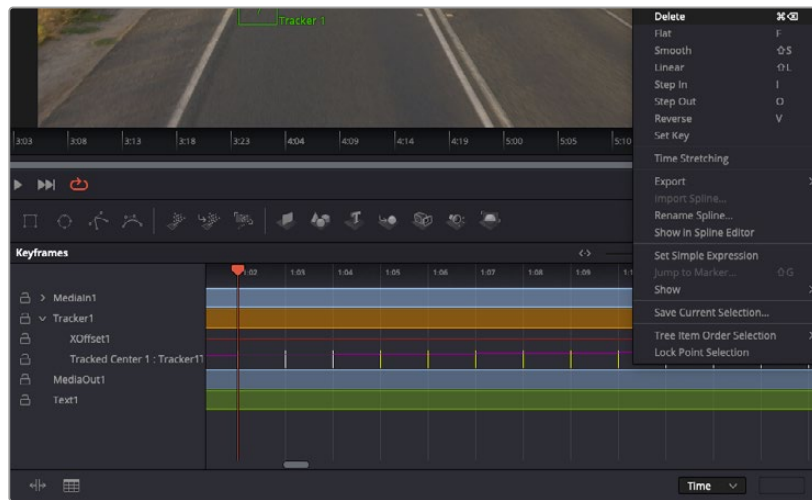 Tracker 1
Delete ⌘⌫
Flat F
Smooth ⇧S
Linear ⇧L
Step In I
Step Out O
Reverse V
Set Key
Time Stretching
Export >
Import Spline...
Rename Spline...
Show in Spline Editor
Set Simple Expression
Jump to Marker... ⇧G
Show >
Save Current Selection...
Tree Item Order Selection >
Lock Point Selection
3:03 3:08 3:13 3:18 3:23 4:04 4:09 4:14 4:19 5:00 5:05 5:10
Keyframes
1:02 1:03 1:04 1:05 1:06 1:07 1:08 1:09
MediaIn1
Tracker1
XOffset1
Tracked Center 1 : Tracker1
MediaOut1
Text1
Time